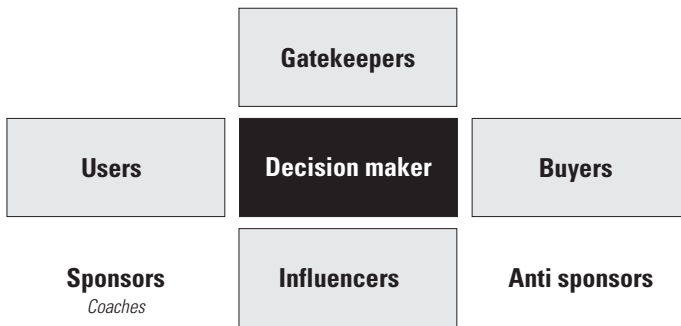 Gatekeepers
Users
Decision maker
Buyers
Sponsors
Coaches
Influencers
Anti sponsors